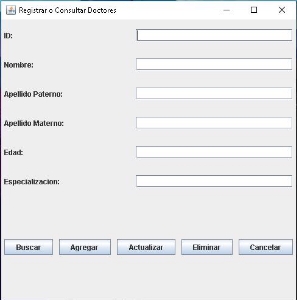 Registrar o Consultar Doctores
ID:
Nombre:
Apellido Paterno:
Apellido Materno:
Edad:
Especializacion:
Buscar Agregar Actualizar Eliminar Cancelar